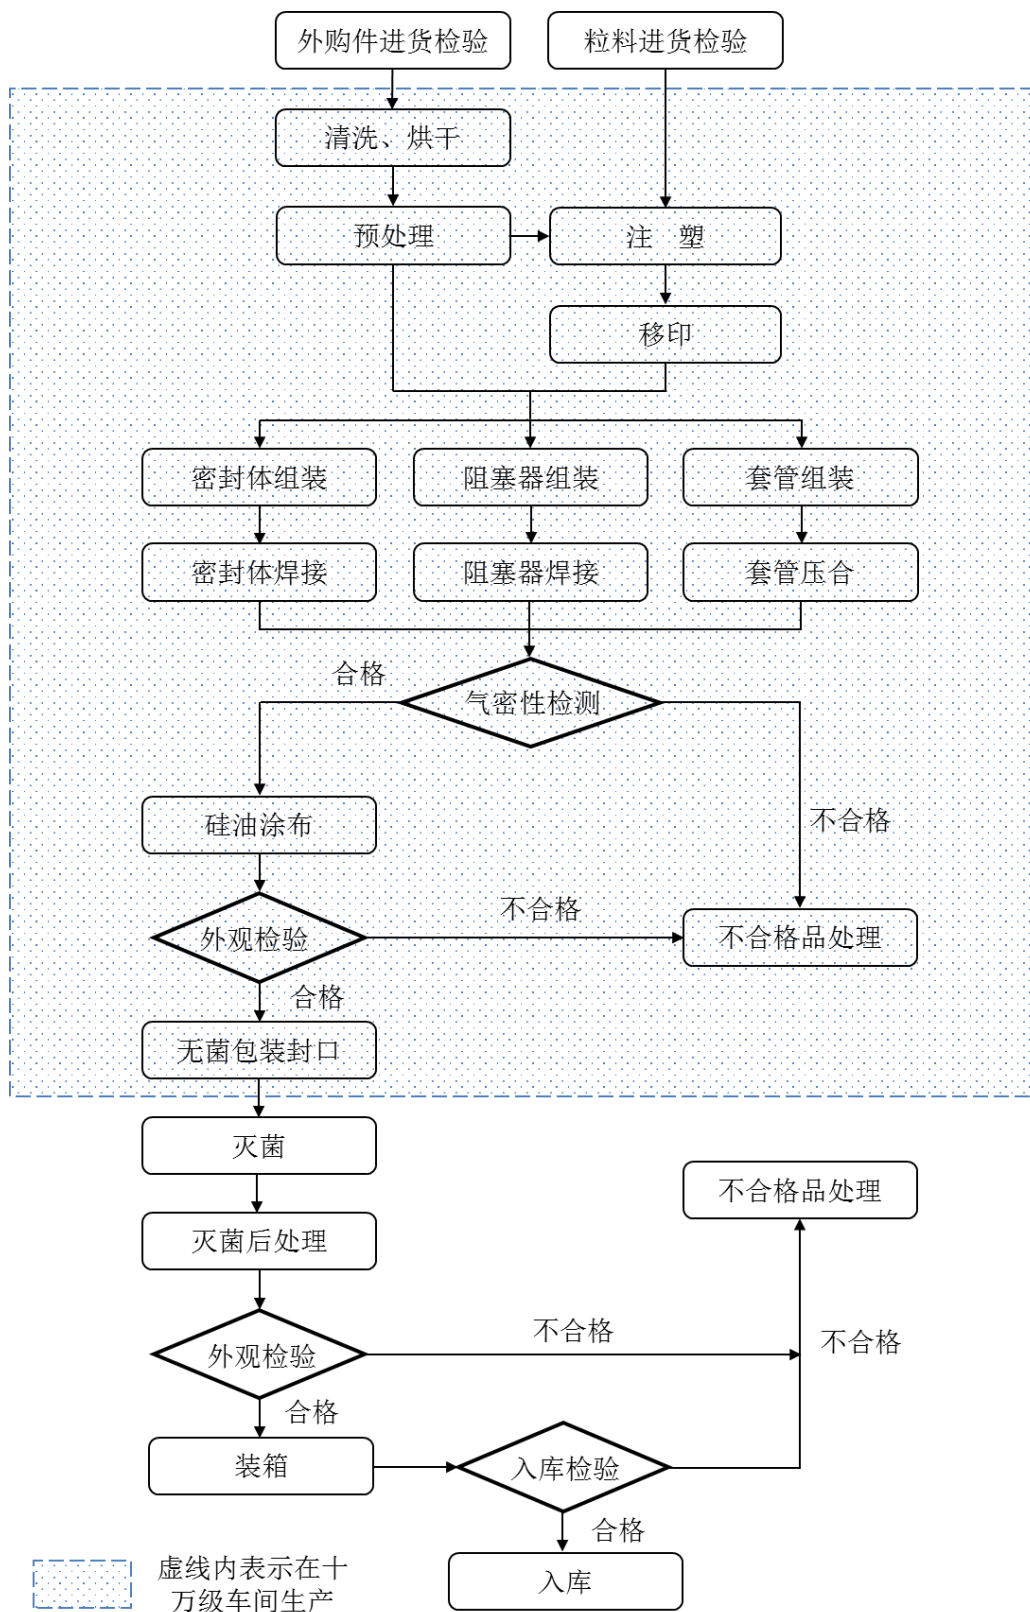 外购件进货检验
粒料进货检验
清洗、烘干
预处理
注 塑
移印
密封体组装
阻塞器组装
套管组装
密封体焊接
阻塞器焊接
套管压合
合格
气密性检测
硅油涂布
不合格
不合格
外观检验
不合格品处理
合格
无菌包装封口
灭菌
不合格品处理
灭菌后处理
不合格
不合格
外观检验
合格
装箱
入库检验
合格
虚线内表示在十
万级车间生产
入库